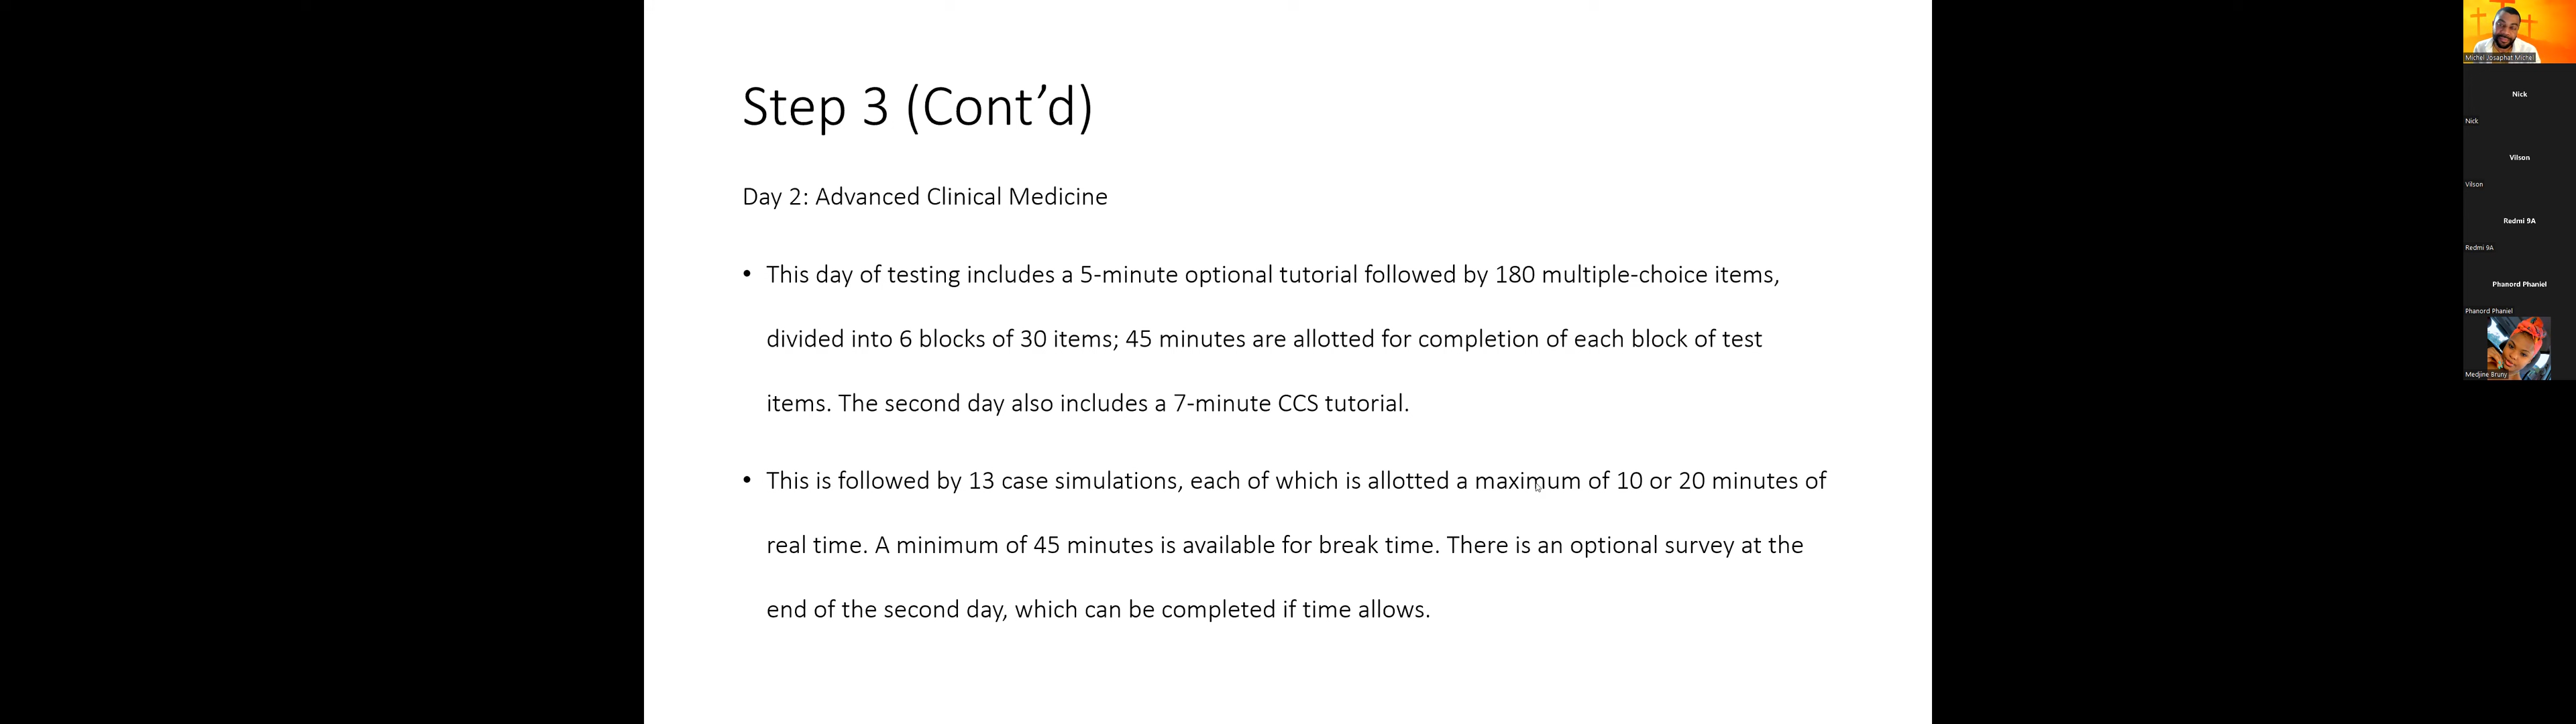 Step 3 (Cont’d)
Day 2: Advanced Clinical Medicine
• This day of testing includes a 5-minute optional tutorial followed by 180 multiple-choice items,
divided into 6 blocks of 30 items; 45 minutes are allotted for completion of each block of test
items. The second day also includes a 7-minute CCS tutorial.
• This is followed by 13 case simulations, each of which is allotted a maximum of 10 or 20 minutes of
real time. A minimum of 45 minutes is available for break time. There is an optional survey at the
end of the second day, which can be completed if time allows.
Michel Josaphat Michel
Nick
Nick
Vilson
Vilson
Redmi 9A
Redmi 9A
Phanord Phaniel
Phanord Phaniel
Medjine Bruny